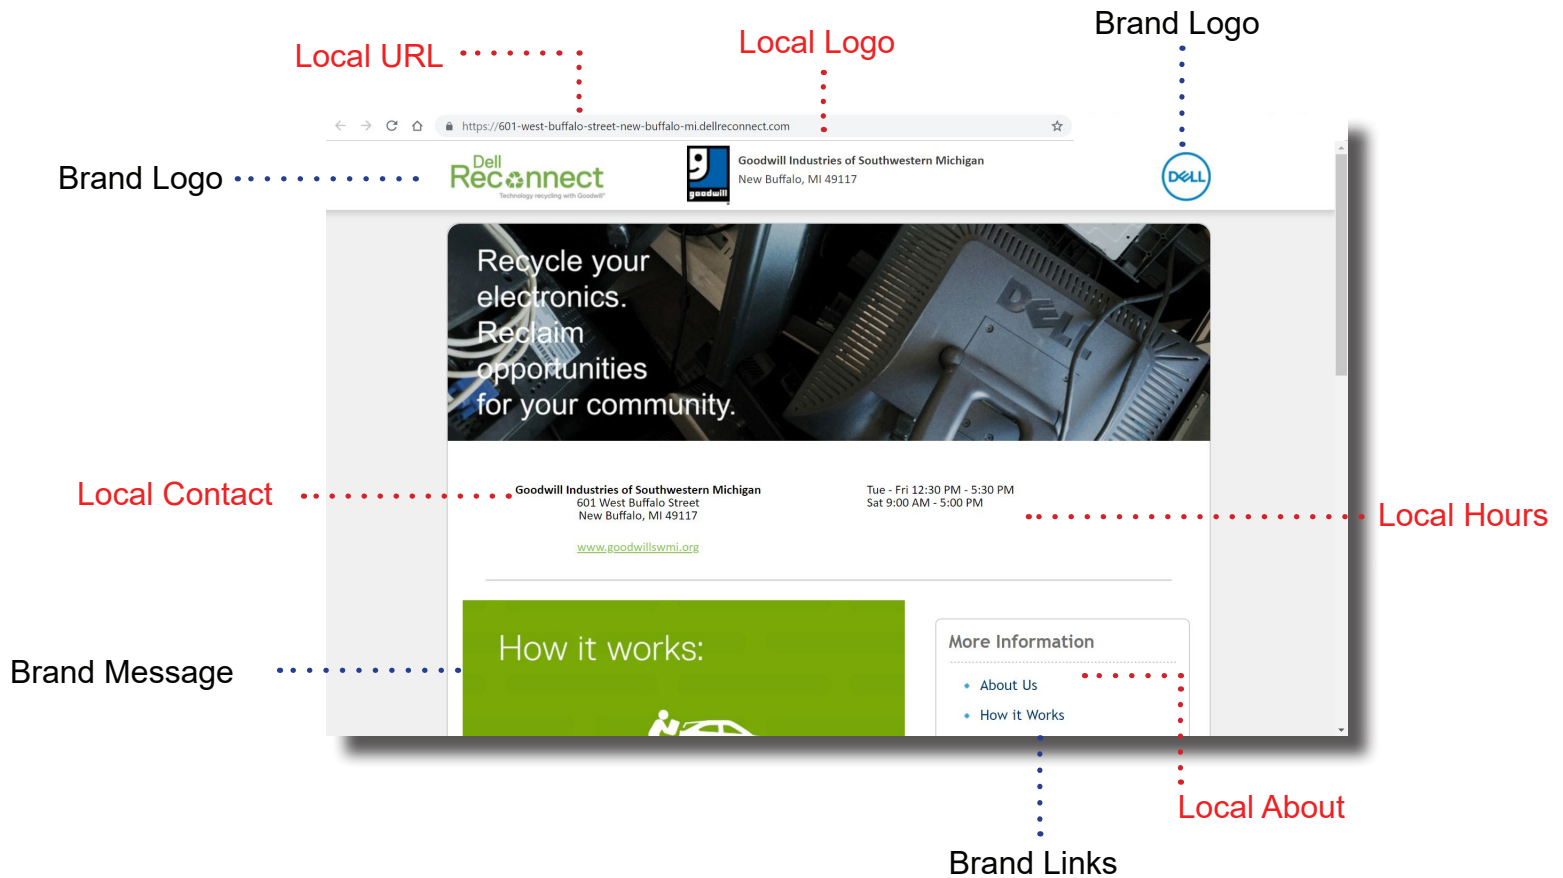 Brand Logo
Local Logo
Local URL
https://601-west-buffalo-street-new-buffalo-mi.dellreconnect.com
Brand Logo
Dell
Reconnect
Technology recycling with Goodwill®
goodwill
Goodwill Industries of Southwestern Michigan
New Buffalo, MI 49117
DELL
Recycle your
electronics.
Reclaim
opportunities
for your community.
DELL
Local Contact
Goodwill Industries of Southwestern Michigan
601 West Buffalo Street
New Buffalo, MI 49117
www.goodwillswmi.org
Tue - Fri 12:30 PM - 5:30 PM
Sat 9:00 AM - 5:00 PM
Local Hours
Brand Message
How it works:
More Information
About Us
How it Works
Local About
Brand Links